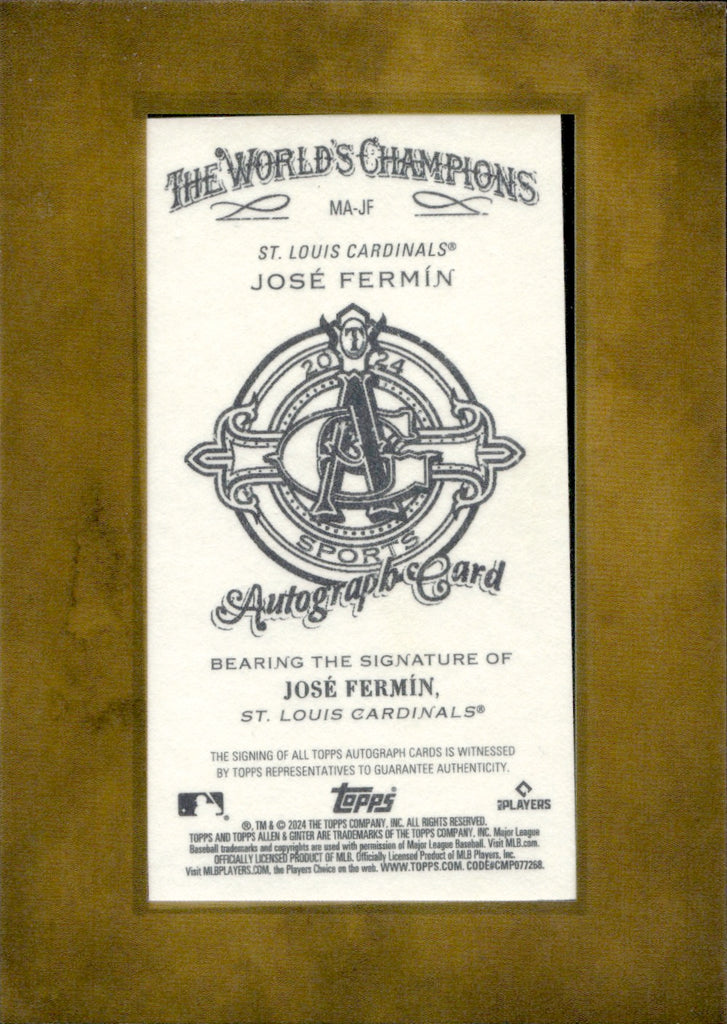 THE WORLD'S CHAMPIONS
MA-JF
ST. LOUIS CARDINALS®
JOSÉ FERMÍN
T
20 24
A&G
SPORTS
Autograph Card
BEARING THE SIGNATURE OF
JOSÉ FERMÍN,
ST. LOUIS CARDINALS®
THE SIGNING OF ALL TOPPS AUTOGRAPH CARDS IS WITNESSED
BY TOPPS REPRESENTATIVES TO GUARANTEE AUTHENTICITY.
® topps PLAYERS
®, TM & © 2024 THE TOPPS COMPANY, INC. ALL RIGHTS RESERVED.
TOPPS AND TOPPS ALLEN & GINTER ARE TRADEMARKS OF THE TOPPS COMPANY, INC. Major League
Baseball trademarks and copyrights are used with permission of Major League Baseball. Visit MLB.com.
OFFICIALLY LICENSED PRODUCT OF MLB. Officially Licensed Product of MLB Players, Inc.
Visit MLBPLAYERS.COM, the Players Choice on the web. WWW.TOPPS.COM. CODE#CMP077268.